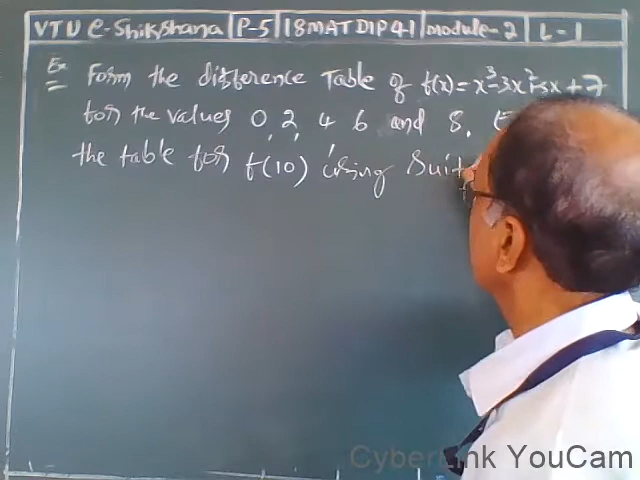 VTU e-Shikshana P-5 18MATDIP41 Module-2 L-1
Ex Form the difference Table of f(x)=x³-3x²+5x+7
for the values 0, 2, 4, 6 and 8.
the table for f(10) using
CyberLink YouCam